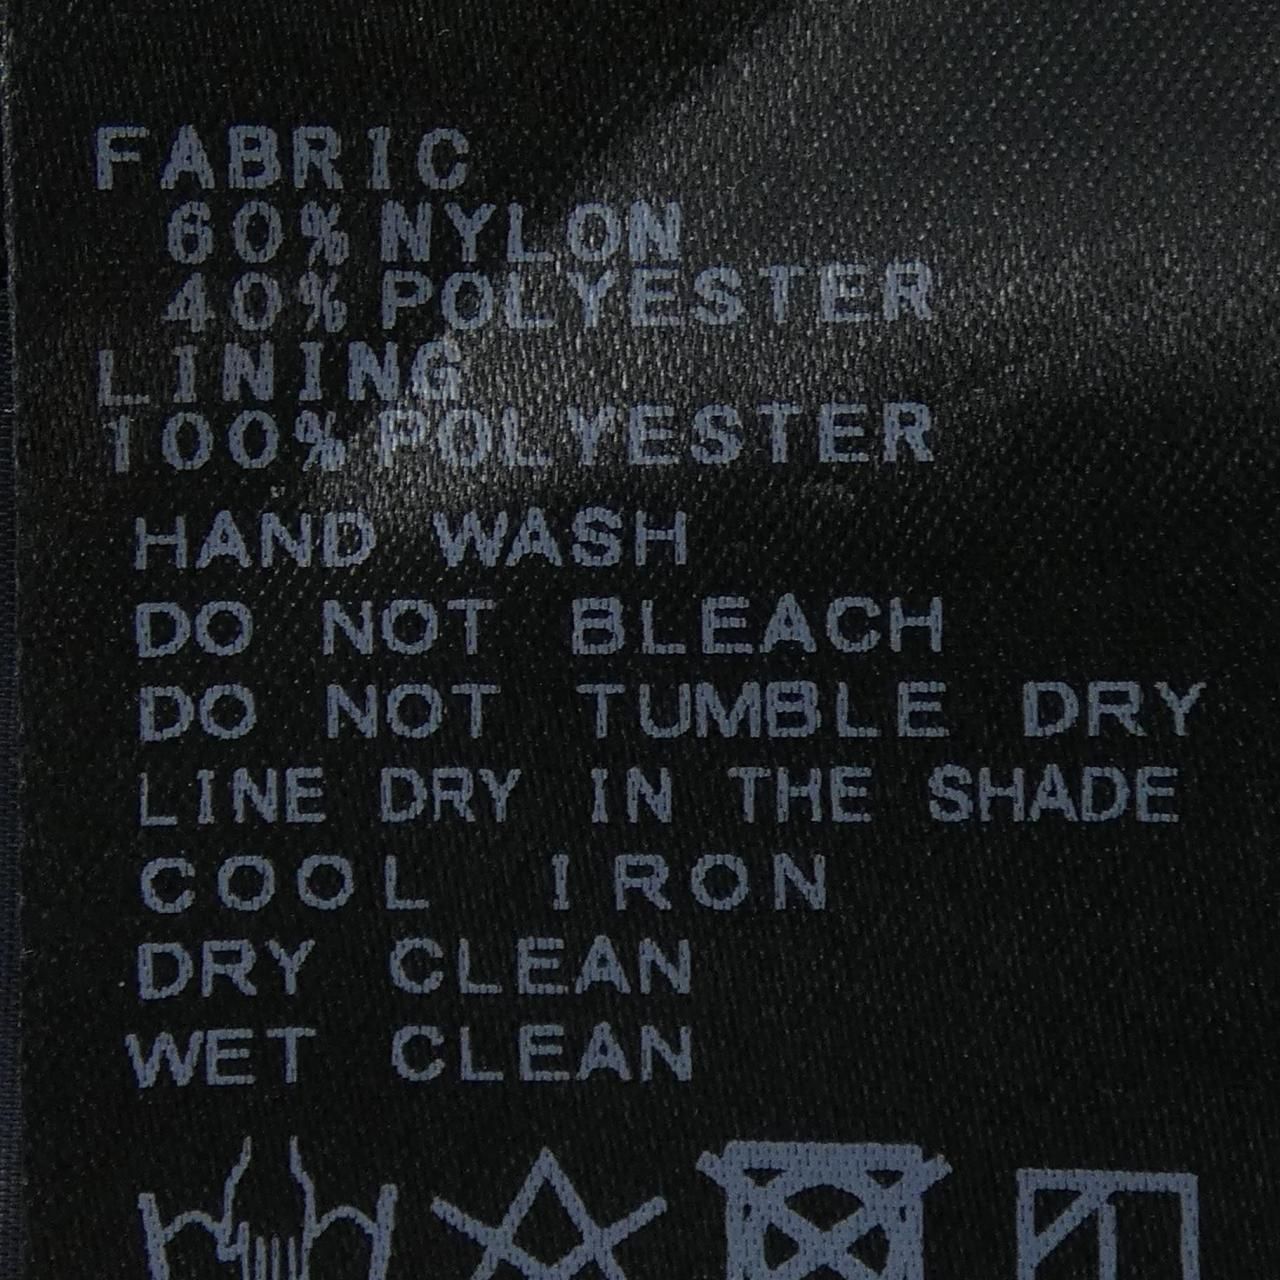 FABRIC
60% NYLON
40% POLYESTER
LINING
100% POLYESTER
HAND WASH
DO NOT BLEACH
DO NOT TUMBLE DRY
LINE DRY IN THE SHADE
COOL IRON
DRY CLEAN
WET CLEAN